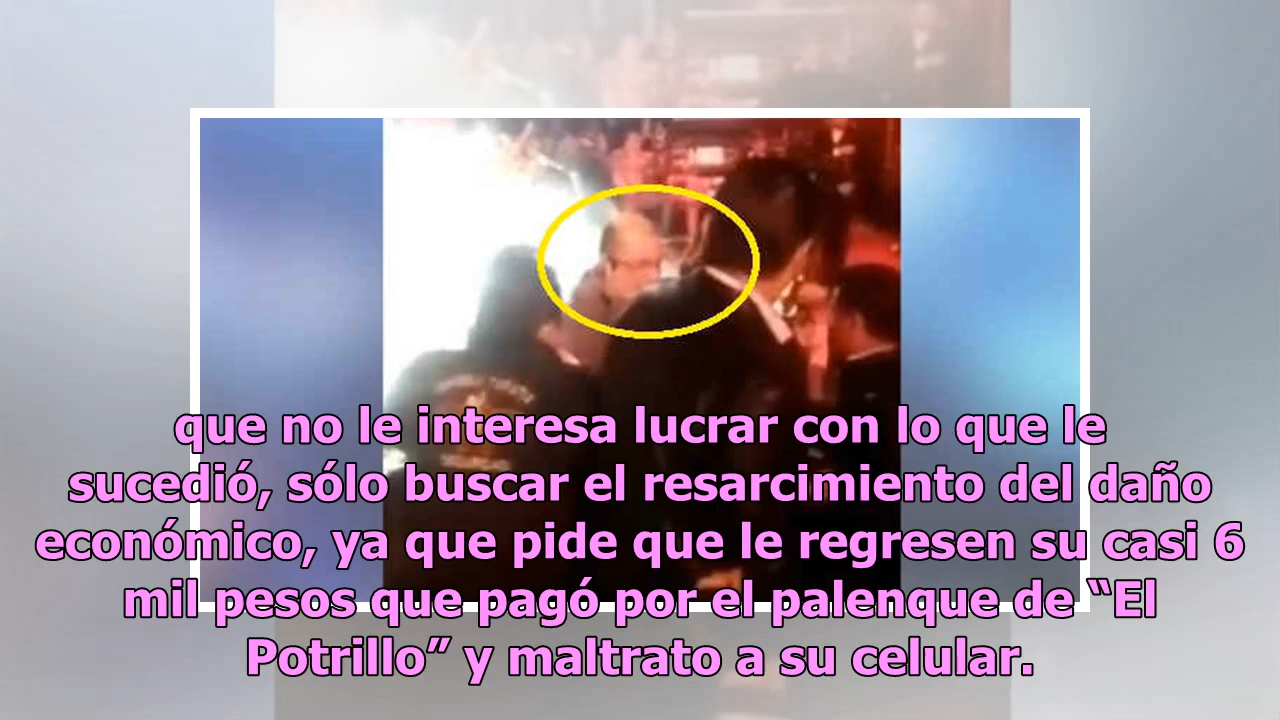 que no le interesa lucrar con lo que le
sucedió, sólo buscar el resarcimiento del daño
económico, ya que pide que le regresen su casi 6
mil pesos que pagó por el palenque de “El
Potrillo” y maltrato a su celular.